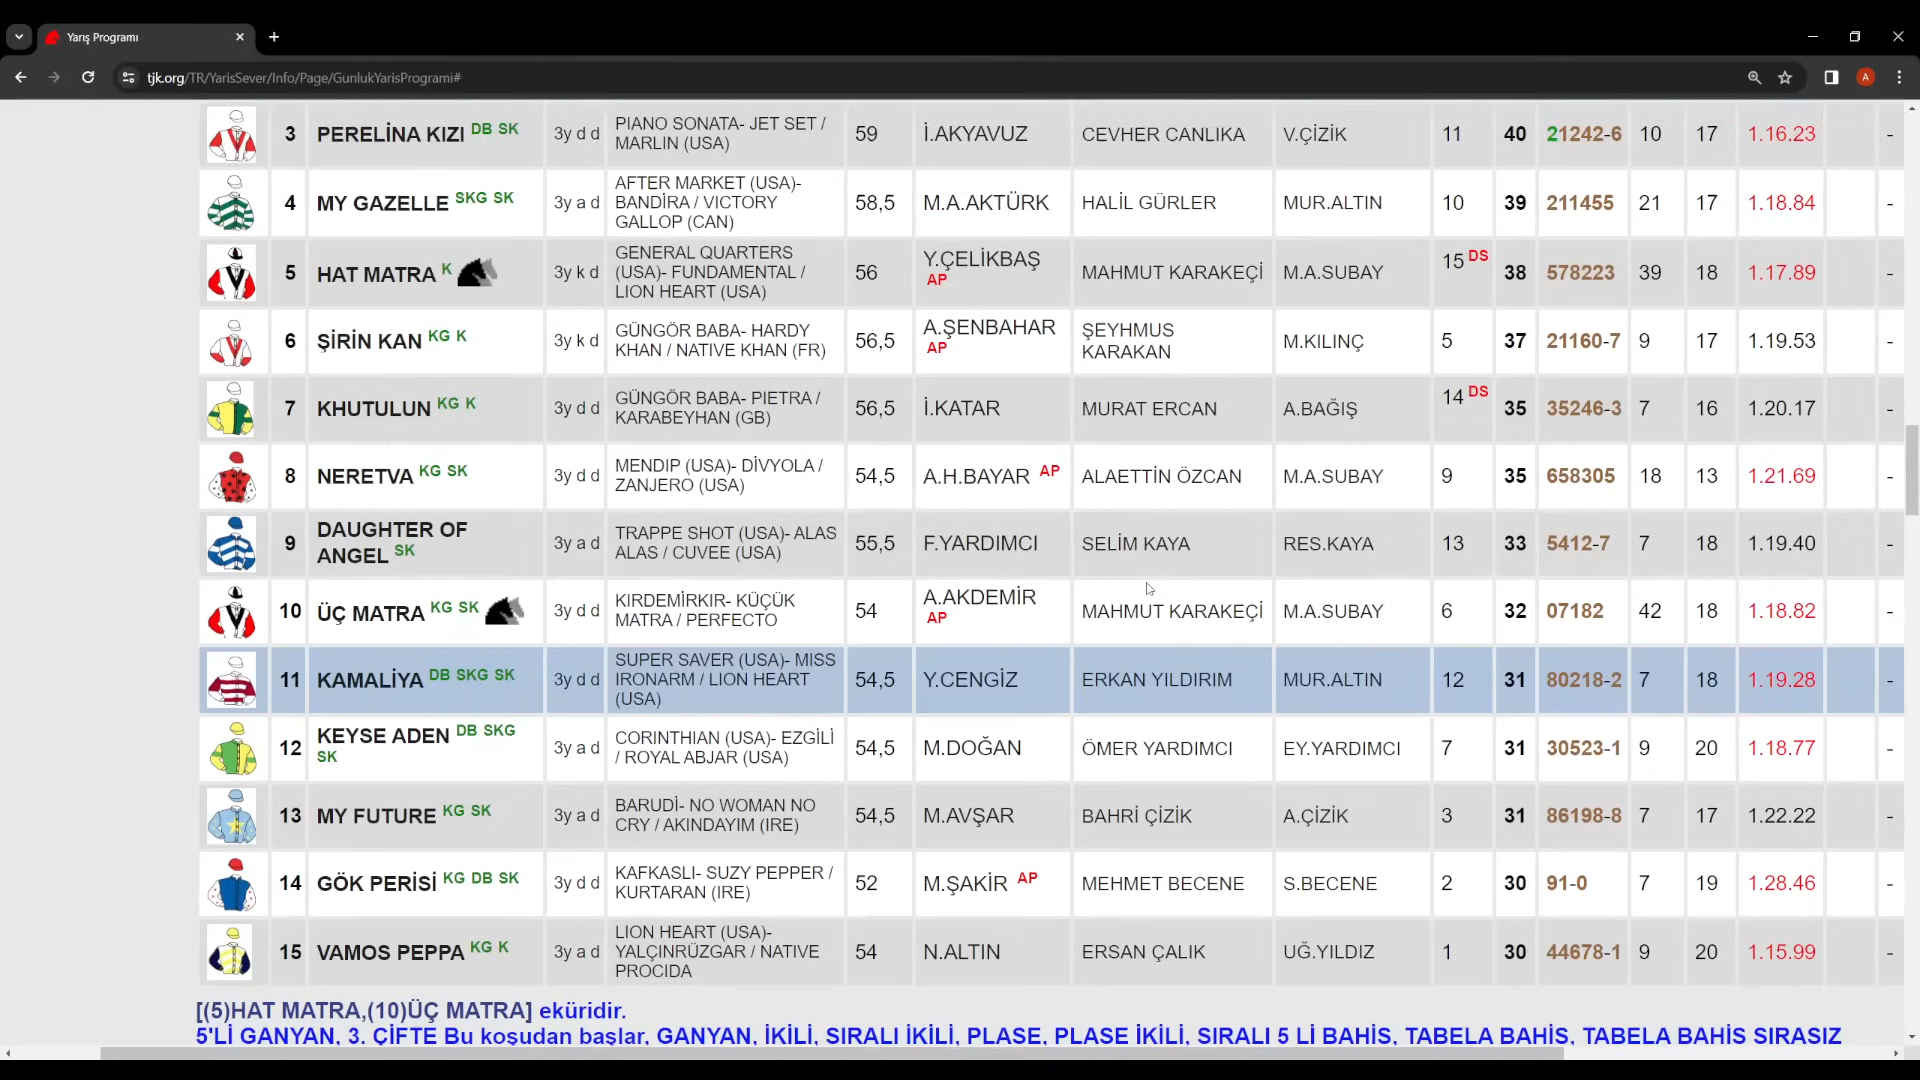 Yarış Programı
tjk.org/TR/YarisSever/Info/Page/GunlukYarisProgrami#
A
3 PERELİNA KIZI DB SK 3y d d PIANO SONATA- JET SET / MARLIN (USA) 59 İ.AKYAVUZ CEVHER CANLIKA V.ÇİZİK 11 40 21242-6 10 17 1.16.23 -
4 MY GAZELLE SKG SK 3y a d AFTER MARKET (USA)- BANDİRA / VICTORY GALLOP (CAN) 58,5 M.A.AKTÜRK HALİL GÜRLER MUR.ALTIN 10 39 211455 21 17 1.18.84 -
5 HAT MATRA K 3y k d GENERAL QUARTERS (USA)- FUNDAMENTAL / LION HEART (USA) 56 Y.ÇELİKBAŞ AP MAHMUT KARAKEÇİ M.A.SUBAY 15 DS 38 578223 39 18 1.17.89 -
6 ŞİRİN KAN KG K 3y k d GÜNGÖR BABA- HARDY KHAN / NATIVE KHAN (FR) 56,5 A.ŞENBAHAR AP ŞEYHMUS KARAKAN M.KILINÇ 5 37 21160-7 9 17 1.19.53 -
7 KHUTULUN KG K 3y d d GÜNGÖR BABA- PIETRA / KARABEYHAN (GB) 56,5 İ.KATAR MURAT ERCAN A.BAĞIŞ 14 DS 35 35246-3 7 16 1.20.17 -
8 NERETVA KG SK 3y d d MENDIP (USA)- DİVYOLA / ZANJERO (USA) 54,5 A.H.BAYAR AP ALAETTİN ÖZCAN M.A.SUBAY 9 35 658305 18 13 1.21.69 -
9 DAUGHTER OF ANGEL SK 3y a d TRAPPE SHOT (USA)- ALAS ALAS / CUVEE (USA) 55,5 F.YARDIMCI SELİM KAYA RES.KAYA 13 33 5412-7 7 18 1.19.40 -
10 ÜÇ MATRA KG SK 3y d d KIRDEMİRKIR- KÜÇÜK MATRA / PERFECTO 54 A.AKDEMİR AP MAHMUT KARAKEÇİ M.A.SUBAY 6 32 07182 42 18 1.18.82 -
11 KAMALİYA DB SKG SK 3y d d SUPER SAVER (USA)- MISS IRONARM / LION HEART (USA) 54,5 Y.CENGİZ ERKAN YILDIRIM MUR.ALTIN 12 31 80218-2 7 18 1.19.28 -
12 KEYSE ADEN DB SKG SK 3y a d CORINTHIAN (USA)- EZGİLİ / ROYAL ABJAR (USA) 54,5 M.DOĞAN ÖMER YARDIMCI EY.YARDIMCI 7 31 30523-1 9 20 1.18.77 -
13 MY FUTURE KG SK 3y a d BARUDİ- NO WOMAN NO CRY / AKINDAYIM (IRE) 54,5 M.AVŞAR BAHRİ ÇİZİK A.ÇİZİK 3 31 86198-8 7 17 1.22.22 -
14 GÖK PERİSİ KG DB SK 3y d d KAFKASLI- SUZY PEPPER / KURTARAN (IRE) 52 M.ŞAKİR AP MEHMET BECENE S.BECENE 2 30 91-0 7 19 1.28.46 -
15 VAMOS PEPPA KG K 3y a d LION HEART (USA)- YALÇINRÜZGAR / NATIVE PROCIDA 54 N.ALTIN ERSAN ÇALIK UĞ.YILDIZ 1 30 44678-1 9 20 1.15.99 -
[(5)HAT MATRA,(10)ÜÇ MATRA] eküridir.
5'Lİ GANYAN, 3. ÇİFTE Bu koşudan başlar, GANYAN, İKİLİ, SIRALI İKİLİ, PLASE, PLASE İKİLİ, SIRALI 5 Lİ BAHİS, TABELA BAHİS, TABELA BAHİS SIRASIZ